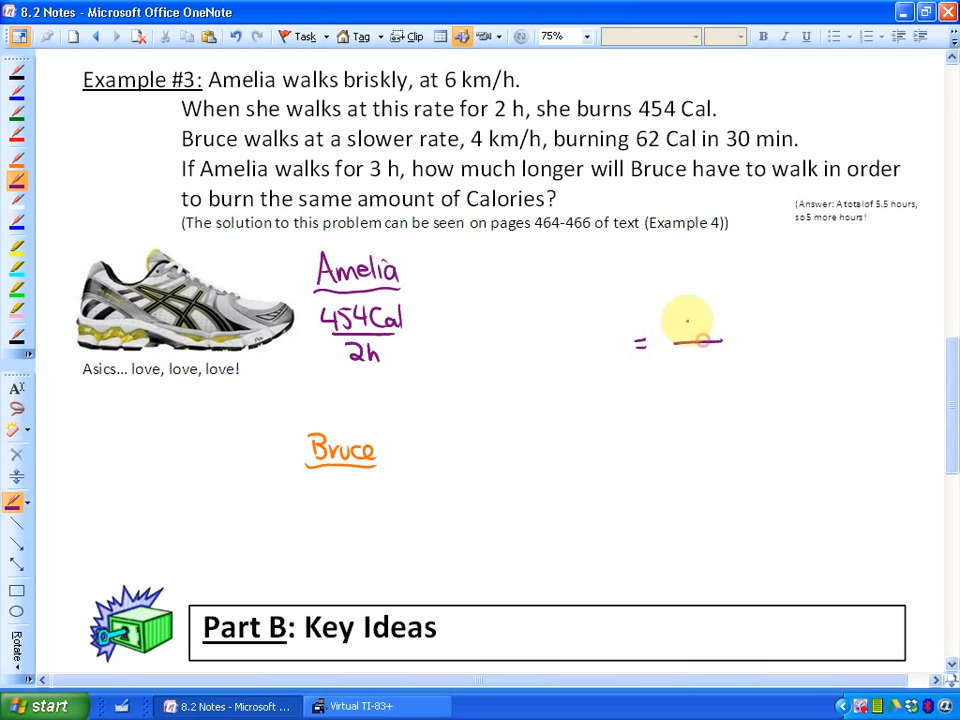 8.2 Notes - Microsoft Office OneNote
Task
Tag
Clip
75%
B I U
Example #3: Amelia walks briskly, at 6 km/h.
When she walks at this rate for 2 h, she burns 454 Cal.
Bruce walks at a slower rate, 4 km/h, burning 62 Cal in 30 min.
If Amelia walks for 3 h, how much longer will Bruce have to walk in order
to burn the same amount of Calories?
(Answer: A total of 5.5 hours,
so 5 more hours!
(The solution to this problem can be seen on pages 464-466 of text (Example 4))
Amelia
454Cal
2h
=
Asics... love, love, love!
Bruce
Part B: Key Ideas
Rotate
start
8.2 Notes - Microsoft ...
Virtual TI-83+